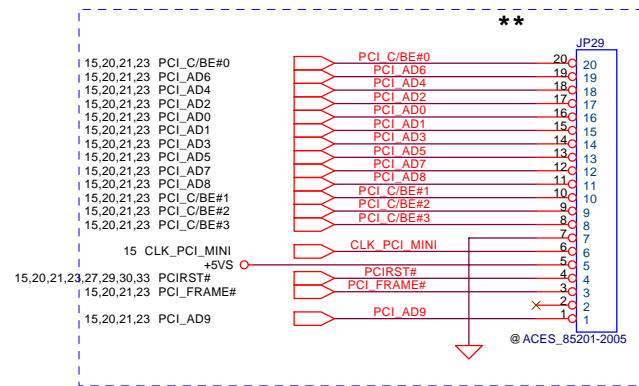 **
JP29
15,20,21,23 PCI_C/BE#0 PCI_C/BE#0 20 20
15,20,21,23 PCI_AD6 PCI_AD6 19 19
15,20,21,23 PCI_AD4 PCI_AD4 18 18
15,20,21,23 PCI_AD2 PCI_AD2 17 17
15,20,21,23 PCI_AD0 PCI_AD0 16 16
15,20,21,23 PCI_AD1 PCI_AD1 15 15
15,20,21,23 PCI_AD3 PCI_AD3 14 14
15,20,21,23 PCI_AD5 PCI_AD5 13 13
15,20,21,23 PCI_AD7 PCI_AD7 12 12
15,20,21,23 PCI_AD8 PCI_AD8 11 11
15,20,21,23 PCI_C/BE#1 PCI_C/BE#1 10 10
15,20,21,23 PCI_C/BE#2 PCI_C/BE#2 9 9
15,20,21,23 PCI_C/BE#3 PCI_C/BE#3 8 8
7 7
15 CLK_PCI_MINI CLK_PCI_MINI 6 6
+5VS 5 5
15,20,21,23,27,29,30,33 PCIRST# PCIRST# 4 4
15,20,21,23 PCI_FRAME# PCI_FRAME# 3 3
2 2
15,20,21,23 PCI_AD9 PCI_AD9 1 1
@ ACES_85201-2005